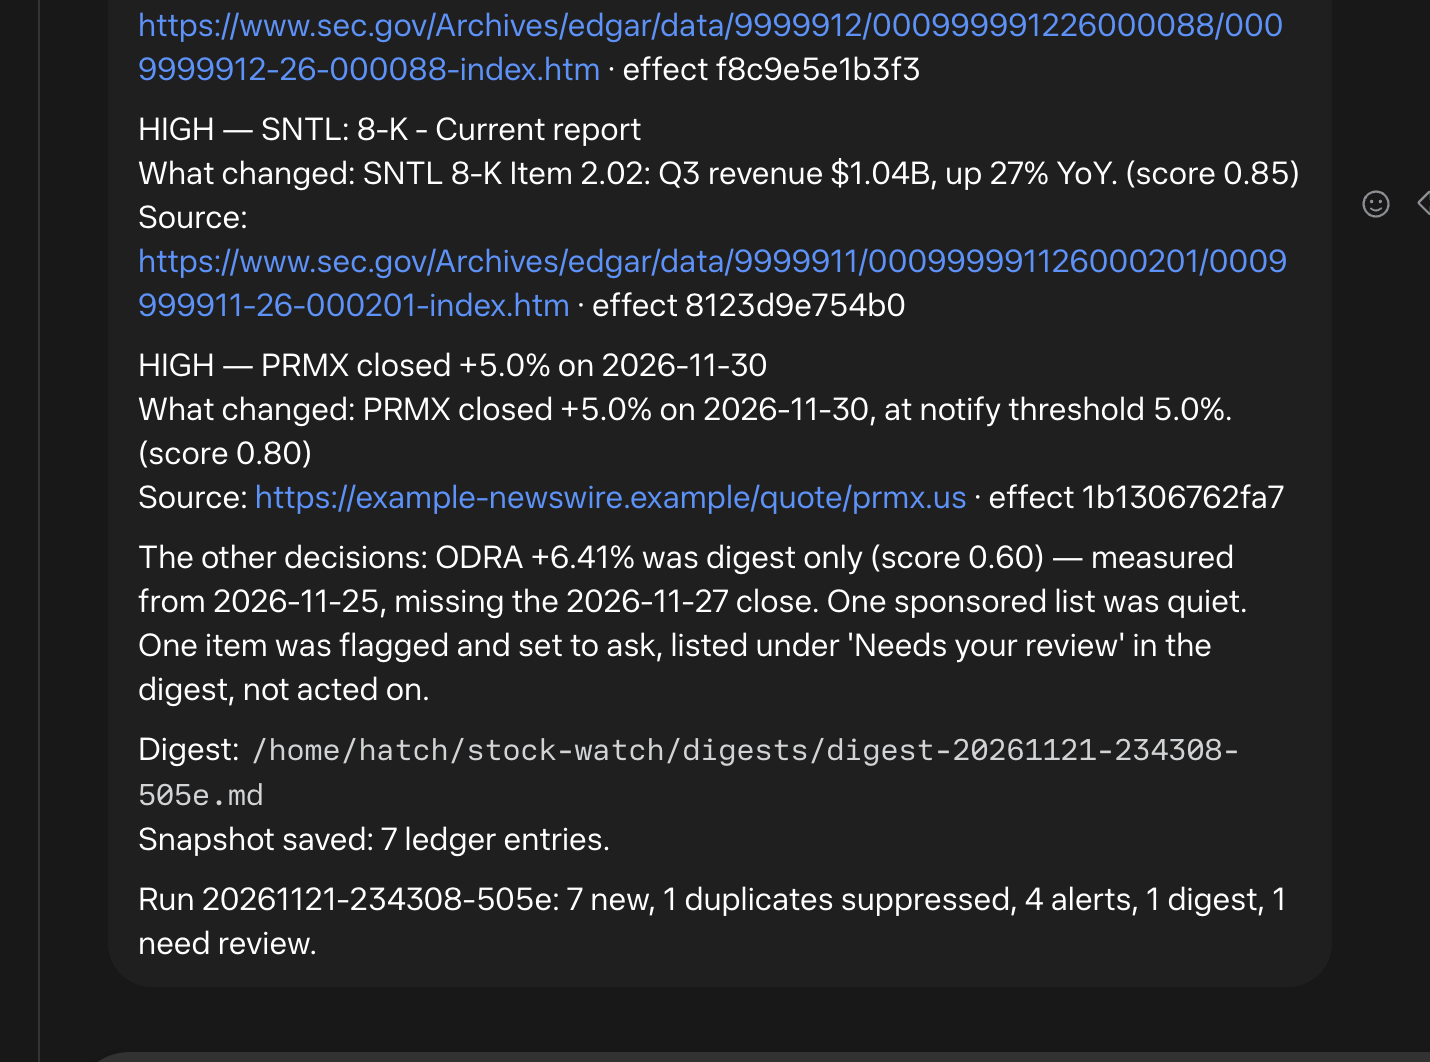 https://www.sec.gov/Archives/edgar/data/9999912/000999991226000088/000
9999912-26-000088-index.htm · effect f8c9e5e1b3f3
HIGH — SNTL: 8-K - Current report
What changed: SNTL 8-K Item 2.02: Q3 revenue $1.04B, up 27% YoY. (score 0.85)
Source:
https://www.sec.gov/Archives/edgar/data/9999911/000999991126000201/0009
999911-26-000201-index.htm · effect 8123d9e754b0
HIGH — PRMX closed +5.0% on 2026-11-30
What changed: PRMX closed +5.0% on 2026-11-30, at notify threshold 5.0%.
(score 0.80)
Source: https://example-newswire.example/quote/prmx.us · effect 1b1306762fa7
The other decisions: ODRA +6.41% was digest only (score 0.60) — measured
from 2026-11-25, missing the 2026-11-27 close. One sponsored list was quiet.
One item was flagged and set to ask, listed under 'Needs your review' in the
digest, not acted on.
Digest: /home/hatch/stock-watch/digests/digest-20261121-234308-
505e.md
Snapshot saved: 7 ledger entries.
Run 20261121-234308-505e: 7 new, 1 duplicates suppressed, 4 alerts, 1 digest, 1
need review.